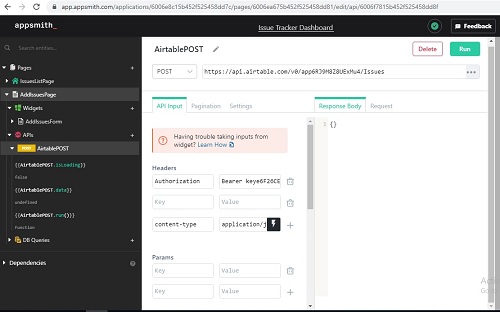 app.appsmith.com/applications/6006e8c15b452f525458dd7c/pages/6006ea675b452f525458dd81/edit/api/6006f7815b452f525458dd8f
appsmith_
Issue Tracker Dashboard
Feedback
Search entities...
Pages
IssuesListPage
AddIssuesPage
Widgets
AddIssuesForm
APIs
POST AirtablePOST
{{AirtablePOST.isLoading}}
false
{{AirtablePOST.data}}
undefined
{{AirtablePOST.run()}}
Function
DB Queries
Dependencies
AirtablePOST
Delete
Run
POST
https://api.airtable.com/v0/app6RJ9M8Z8UExMu4/Issues
API Input
Pagination
Settings
Having trouble taking inputs from
widget? Learn How
Headers
Authorization
Bearer keye6F26CE
Key
Value
content-type
application/j
Params
Key
Value
Key
Value
Response Body
Request
1 {}